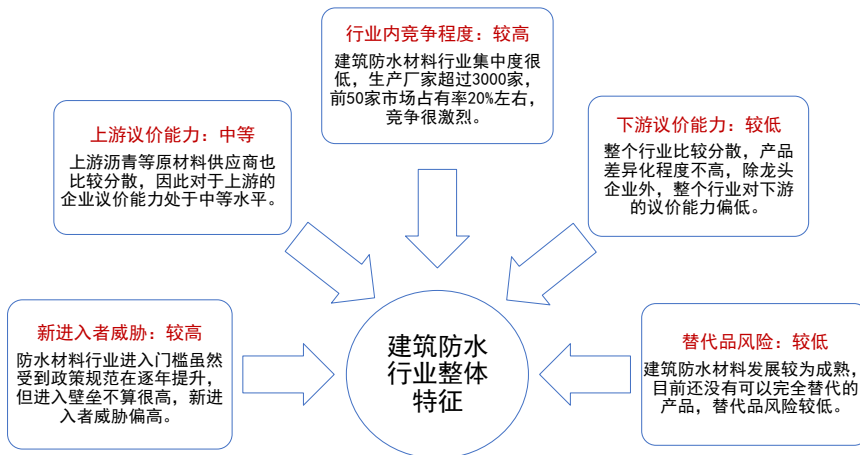 行业内竞争程度：较高
建筑防水材料行业集中度很
低，生产厂家超过3000家，
前50家市场占有率20%左右，
竞争很激烈。
上游议价能力：中等
上游沥青等原材料供应商也
比较分散，因此对于上游的
企业议价能力处于中等水平。
下游议价能力：较低
整个行业比较分散，产品
差异化程度不高，除龙头
企业外，整个行业对下游
的议价能力偏低。
新进入者威胁：较高
防水材料行业进入门槛虽然
受到政策规范在逐年提升，
但进入壁垒不算很高，新进
入者威胁偏高。
建筑防水
行业整体
特征
替代品风险：较低
建筑防水材料发展较为成熟，
目前还没有可以完全替代的
产品，替代品风险较低。